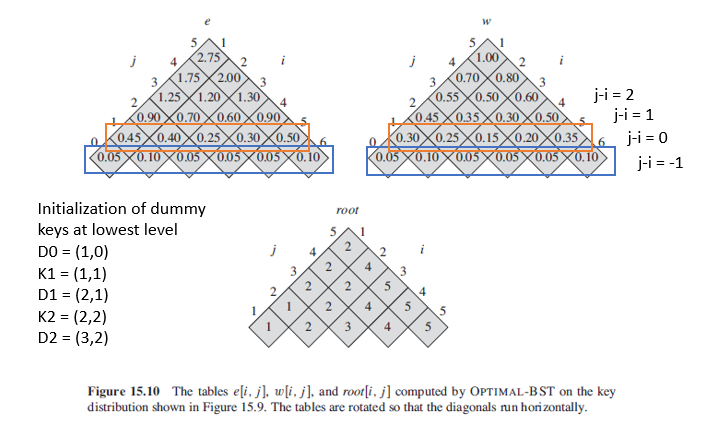 e
w
5 1
5 1
j 4 2.75 2 i
j 4 1.00 2 i
3 1.75 2.00 3
3 0.70 0.80 3
2 1.25 1.20 1.30 4
2 0.55 0.50 0.60 4
j-i = 2
1 0.90 0.70 0.60 0.90 5
1 0.45 0.35 0.30 0.50 5
j-i = 1
0 0.45 0.40 0.25 0.30 0.50 6
0 0.30 0.25 0.15 0.20 0.35 6
j-i = 0
0.05 0.10 0.05 0.05 0.05 0.10
0.05 0.10 0.05 0.05 0.05 0.10
j-i = -1
Initialization of dummy
keys at lowest level
D0 = (1,0)
K1 = (1,1)
D1 = (2,1)
K2 = (2,2)
D2 = (3,2)
root
5 1
j 4 2 2 i
3 2 4 3
2 2 2 5 4
1 1 2 4 5 5
1 2 3 4 5
Figure 15.10 The tables e[i, j], w[i, j], and root[i, j] computed by OPTIMAL-BST on the key
distribution shown in Figure 15.9. The tables are rotated so that the diagonals run horizontally.